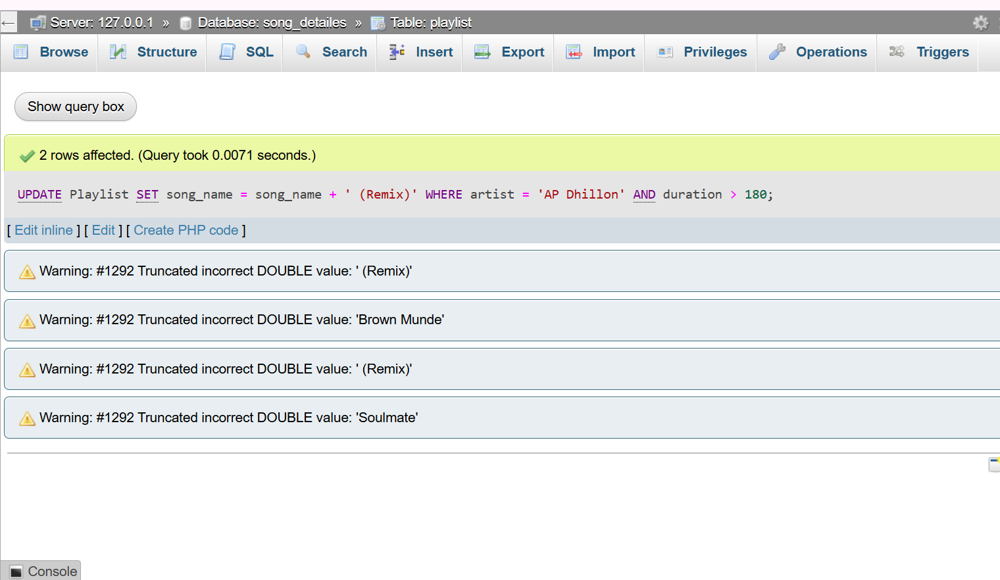 ← Server: 127.0.0.1 » Database: song_detailes » Table: playlist
Browse Structure SQL Search Insert Export Import Privileges Operations Triggers
Show query box
2 rows affected. (Query took 0.0071 seconds.)
UPDATE Playlist SET song_name = song_name + ' (Remix)' WHERE artist = 'AP Dhillon' AND duration > 180;
[ Edit inline ] [ Edit ] [ Create PHP code ]
Warning: #1292 Truncated incorrect DOUBLE value: ' (Remix)'
Warning: #1292 Truncated incorrect DOUBLE value: 'Brown Munde'
Warning: #1292 Truncated incorrect DOUBLE value: ' (Remix)'
Warning: #1292 Truncated incorrect DOUBLE value: 'Soulmate'
Console